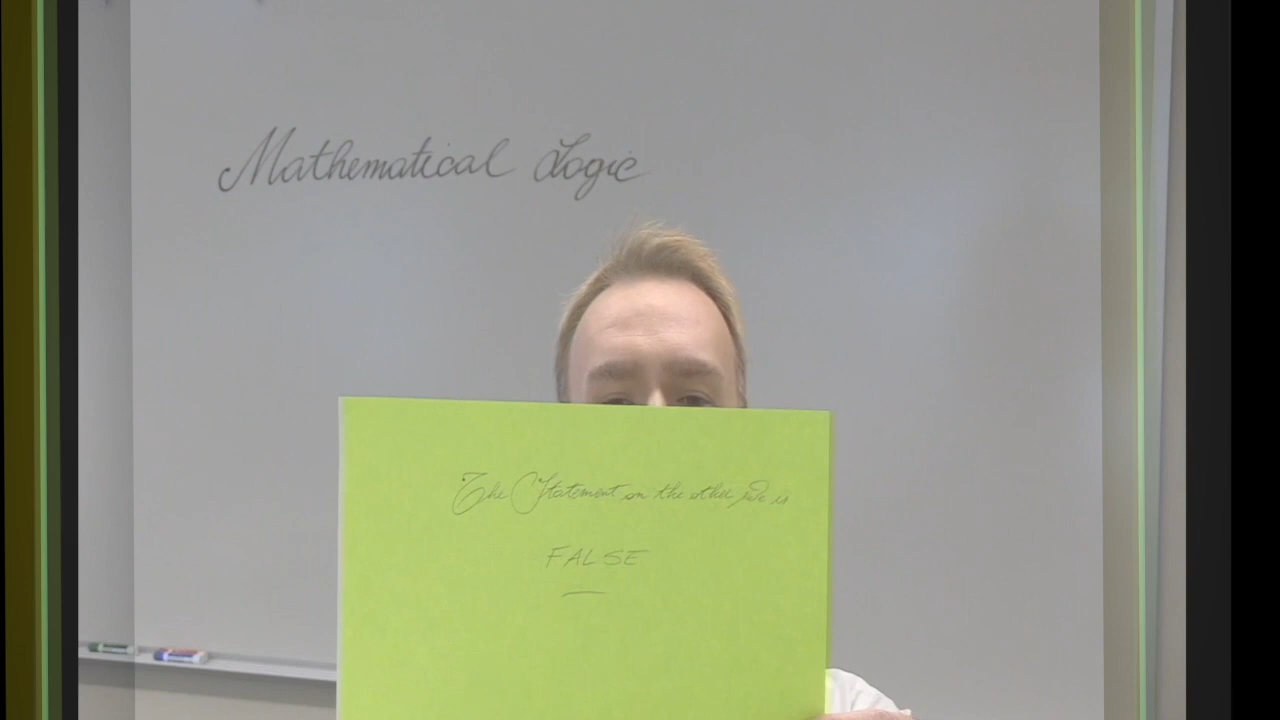 Mathematical Logic
The Statement on the other side is
FALSE